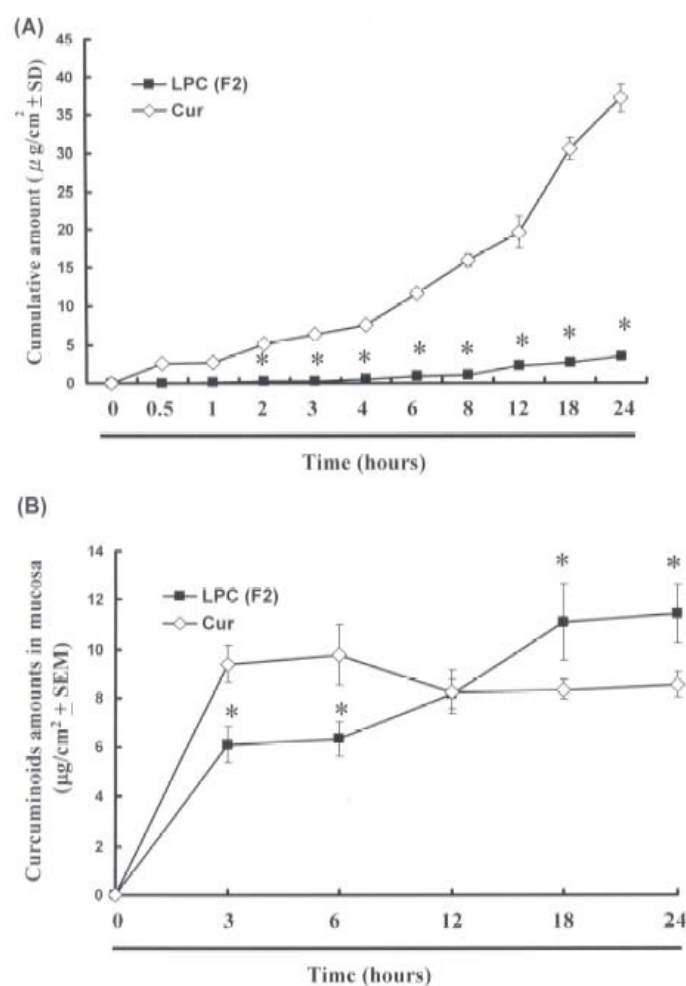 (A)
LPC (F2)
Cur
Cumulative amount (μg/cm² ± SD)
45
40
35
30
25
20
15
10
5
0
* * * * * * * *
0 0.5 1 2 3 4 6 8 12 18 24
Time (hours)
(B)
LPC (F2)
Cur
Curcuminoids amounts in mucosa
(μg/cm² ± SEM)
14
12
10
8
6
4
2
0
* * * *
0 3 6 12 18 24
Time (hours)